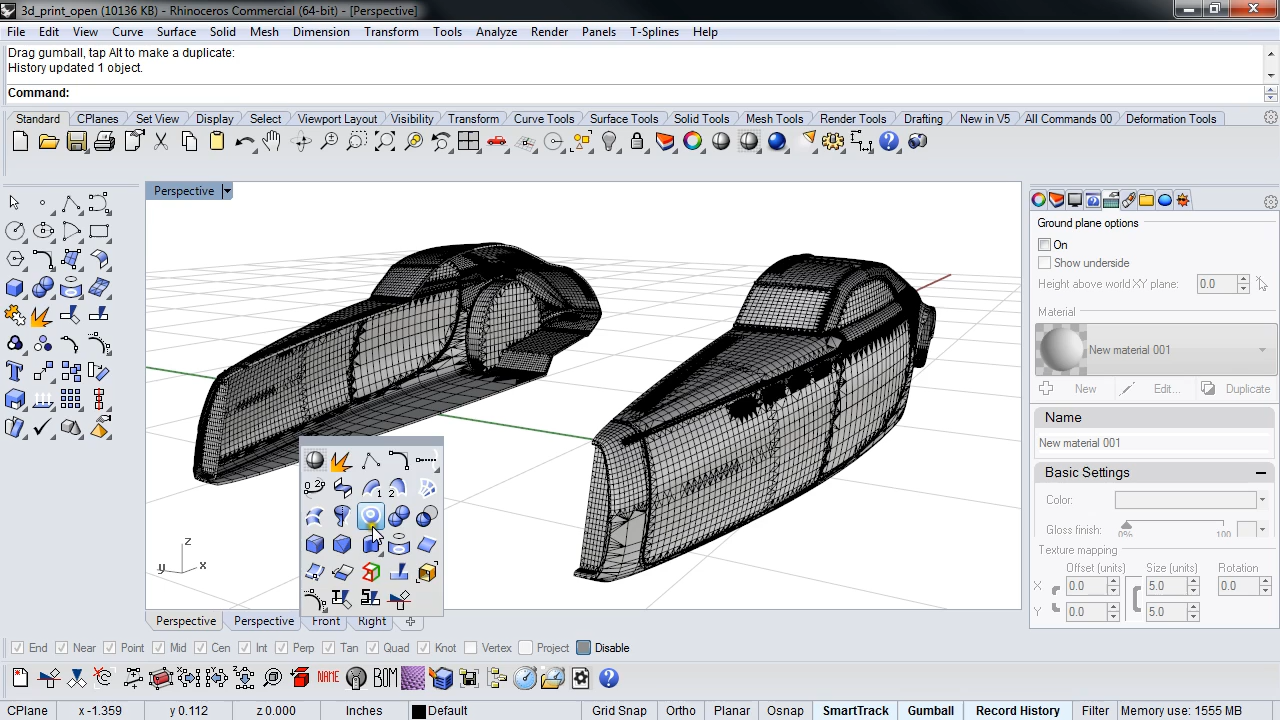 3d_print_open (10136 KB) - Rhinoceros Commercial (64-bit) - [Perspective]
File Edit View Curve Surface Solid Mesh Dimension Transform Tools Analyze Render Panels T-Splines Help
Drag gumball, tap Alt to make a duplicate:
History updated 1 object.
Command:
Standard CPlanes Set View Display Select Viewport Layout Visibility Transform Curve Tools Surface Tools Solid Tools Mesh Tools Render Tools Drafting New in V5 All Commands 00 Deformation Tools
Perspective
Ground plane options
On
Show underside
Height above world XY plane: 0.0
Material
New material 001
New Edit... Duplicate
Name
New material 001
Basic Settings
Color:
Gloss finish: 0% 100
Texture mapping
Offset (units) Size (units) Rotation
X 0.0 5.0 0.0
Y 0.0 5.0
z
y x
1 2
Perspective Perspective Front Right
End Near Point Mid Cen Int Perp Tan Quad Knot Vertex Project Disable
NAME BOM
CPlane x -1.359 y 0.112 z 0.000 Inches Default Grid Snap Ortho Planar Osnap SmartTrack Gumball Record History Filter Memory use: 1555 MB